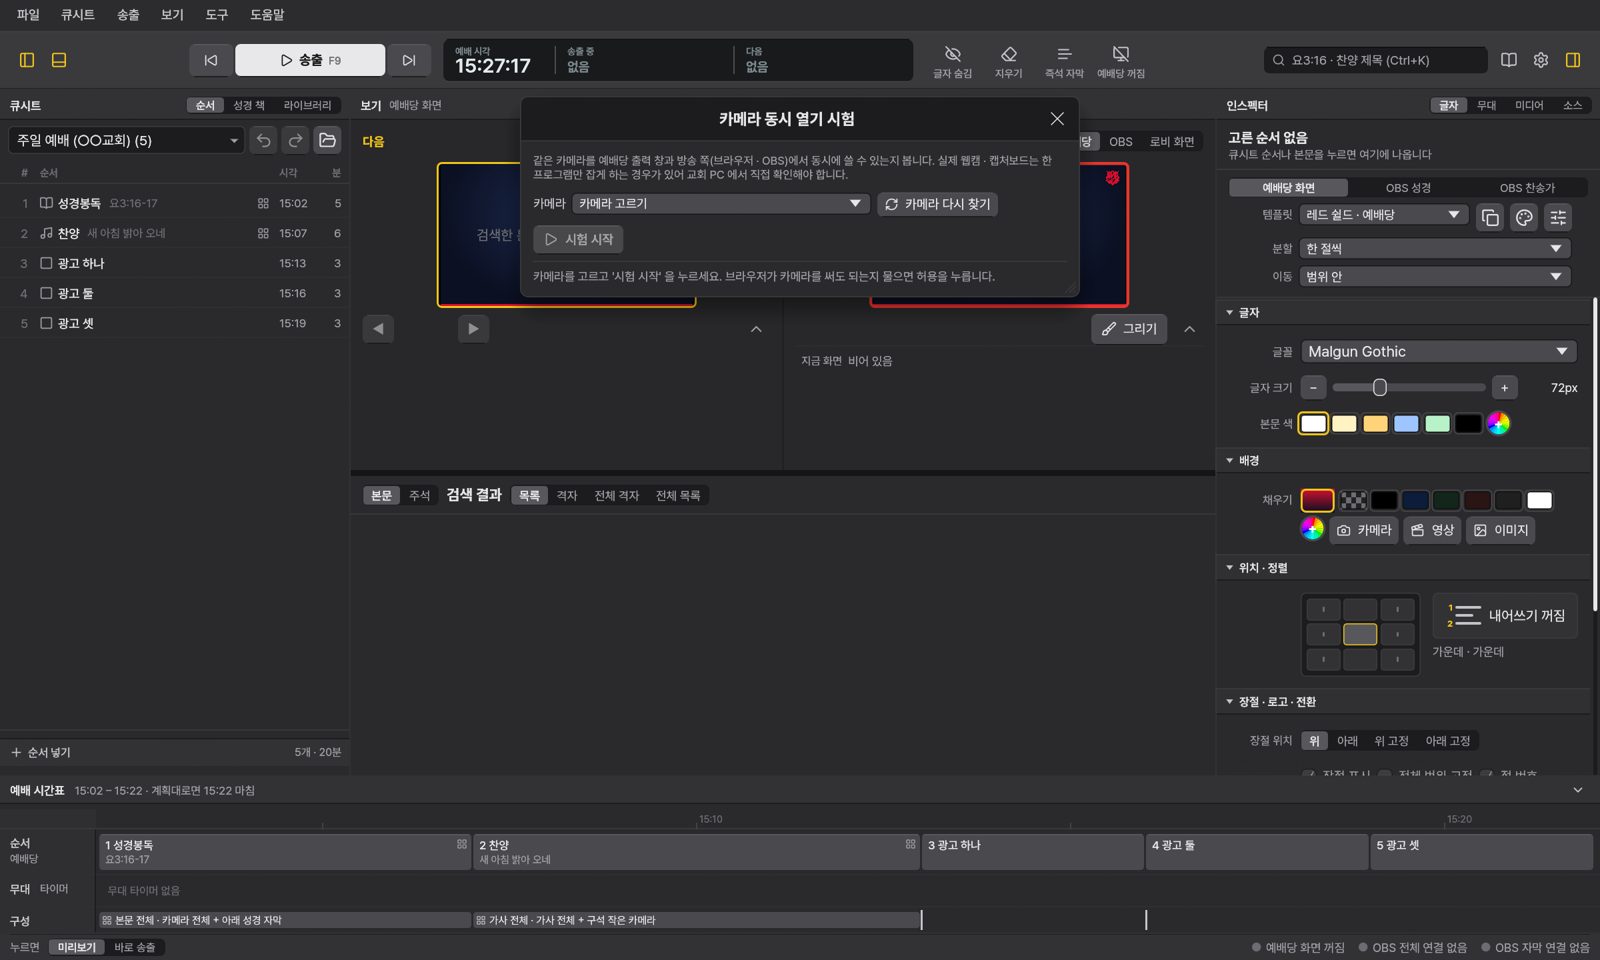 파일 큐시트 송출 보기 도구 도움말
송출 F9
예배 시각 15:27:17
송출 중 없음
다음 없음
글자 숨김 지우기 즉석 자막 예배당 꺼짐
요3:16 · 찬양 제목 (Ctrl+K)
큐시트 순서 성경 책 라이브러리
주일 예배 (○○교회) (5)
# 순서 시각 분
1 성경봉독 요3:16-17 15:02 5
2 찬양 새 아침 밝아 오네 15:07 6
3 광고 하나 15:13 3
4 광고 둘 15:16 3
5 광고 셋 15:19 3
순서 넣기 5개 · 20분
보기 예배당 화면
다음
당 OBS 로비 화면
검색한
카메라 동시 열기 시험
같은 카메라를 예배당 출력 창과 방송 쪽(브라우저 · OBS)에서 동시에 쓸 수 있는지 봅니다. 실제 웹캠 · 캡처보드는 한
프로그램만 잡게 하는 경우가 있어 교회 PC 에서 직접 확인해야 합니다.
카메라 카메라 고르기 카메라 다시 찾기
시험 시작
카메라를 고르고 '시험 시작' 을 누르세요. 브라우저가 카메라를 써도 되는지 물으면 허용을 누릅니다.
그리기
지금 화면 비어 있음
본문 주석 검색 결과 목록 격자 전체 격자 전체 목록
인스펙터 글자 무대 미디어 소스
고른 순서 없음
큐시트 순서나 본문을 누르면 여기에 나옵니다
예배당 화면 OBS 성경 OBS 찬송가
템플릿 레드 쉴드 · 예배당
분할 한 절씩
이동 범위 안
글자
글꼴 Malgun Gothic
글자 크기 − + 72px
본문 색
배경
채우기
카메라 영상 이미지
위치 · 정렬
1
2
내어쓰기 꺼짐
가운데 · 가운데
장절 · 로고 · 전환
장절 위치 위 아래 위 고정 아래 고정
예배 시간표 15:02 – 15:22 · 계획대로면 15:22 마침
15:10 15:20
순서
예배당
1 성경봉독
요3:16-17
2 찬양
새 아침 밝아 오네
3 광고 하나
4 광고 둘
5 광고 셋
무대 타이머 무대 타이머 없음
구성 본문 전체 · 카메라 전체 + 아래 성경 자막 가사 전체 · 가사 전체 + 구석 작은 카메라
누르면 미리보기 바로 송출
예배당 화면 꺼짐 OBS 전체 연결 없음 OBS 자막 연결 없음